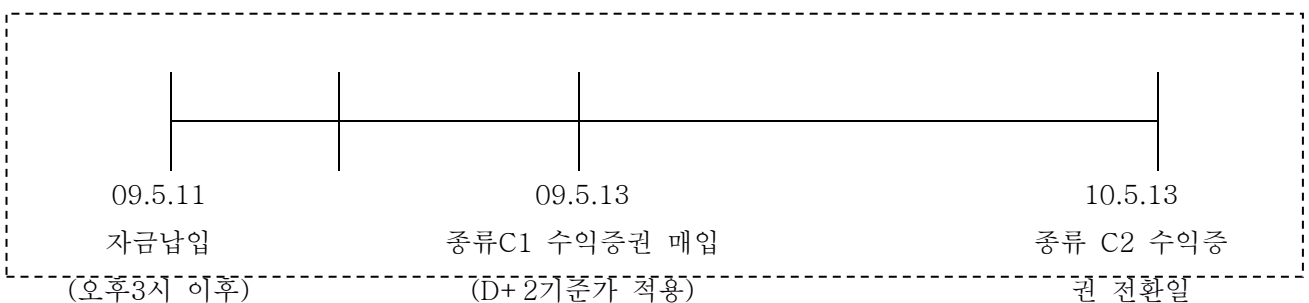 09.5.11 09.5.13 10.5.13
자금납입 종류C1 수익증권 매입 종류 C2 수익증
(오후3시 이후) (D+2기준가 적용) 권 전환일